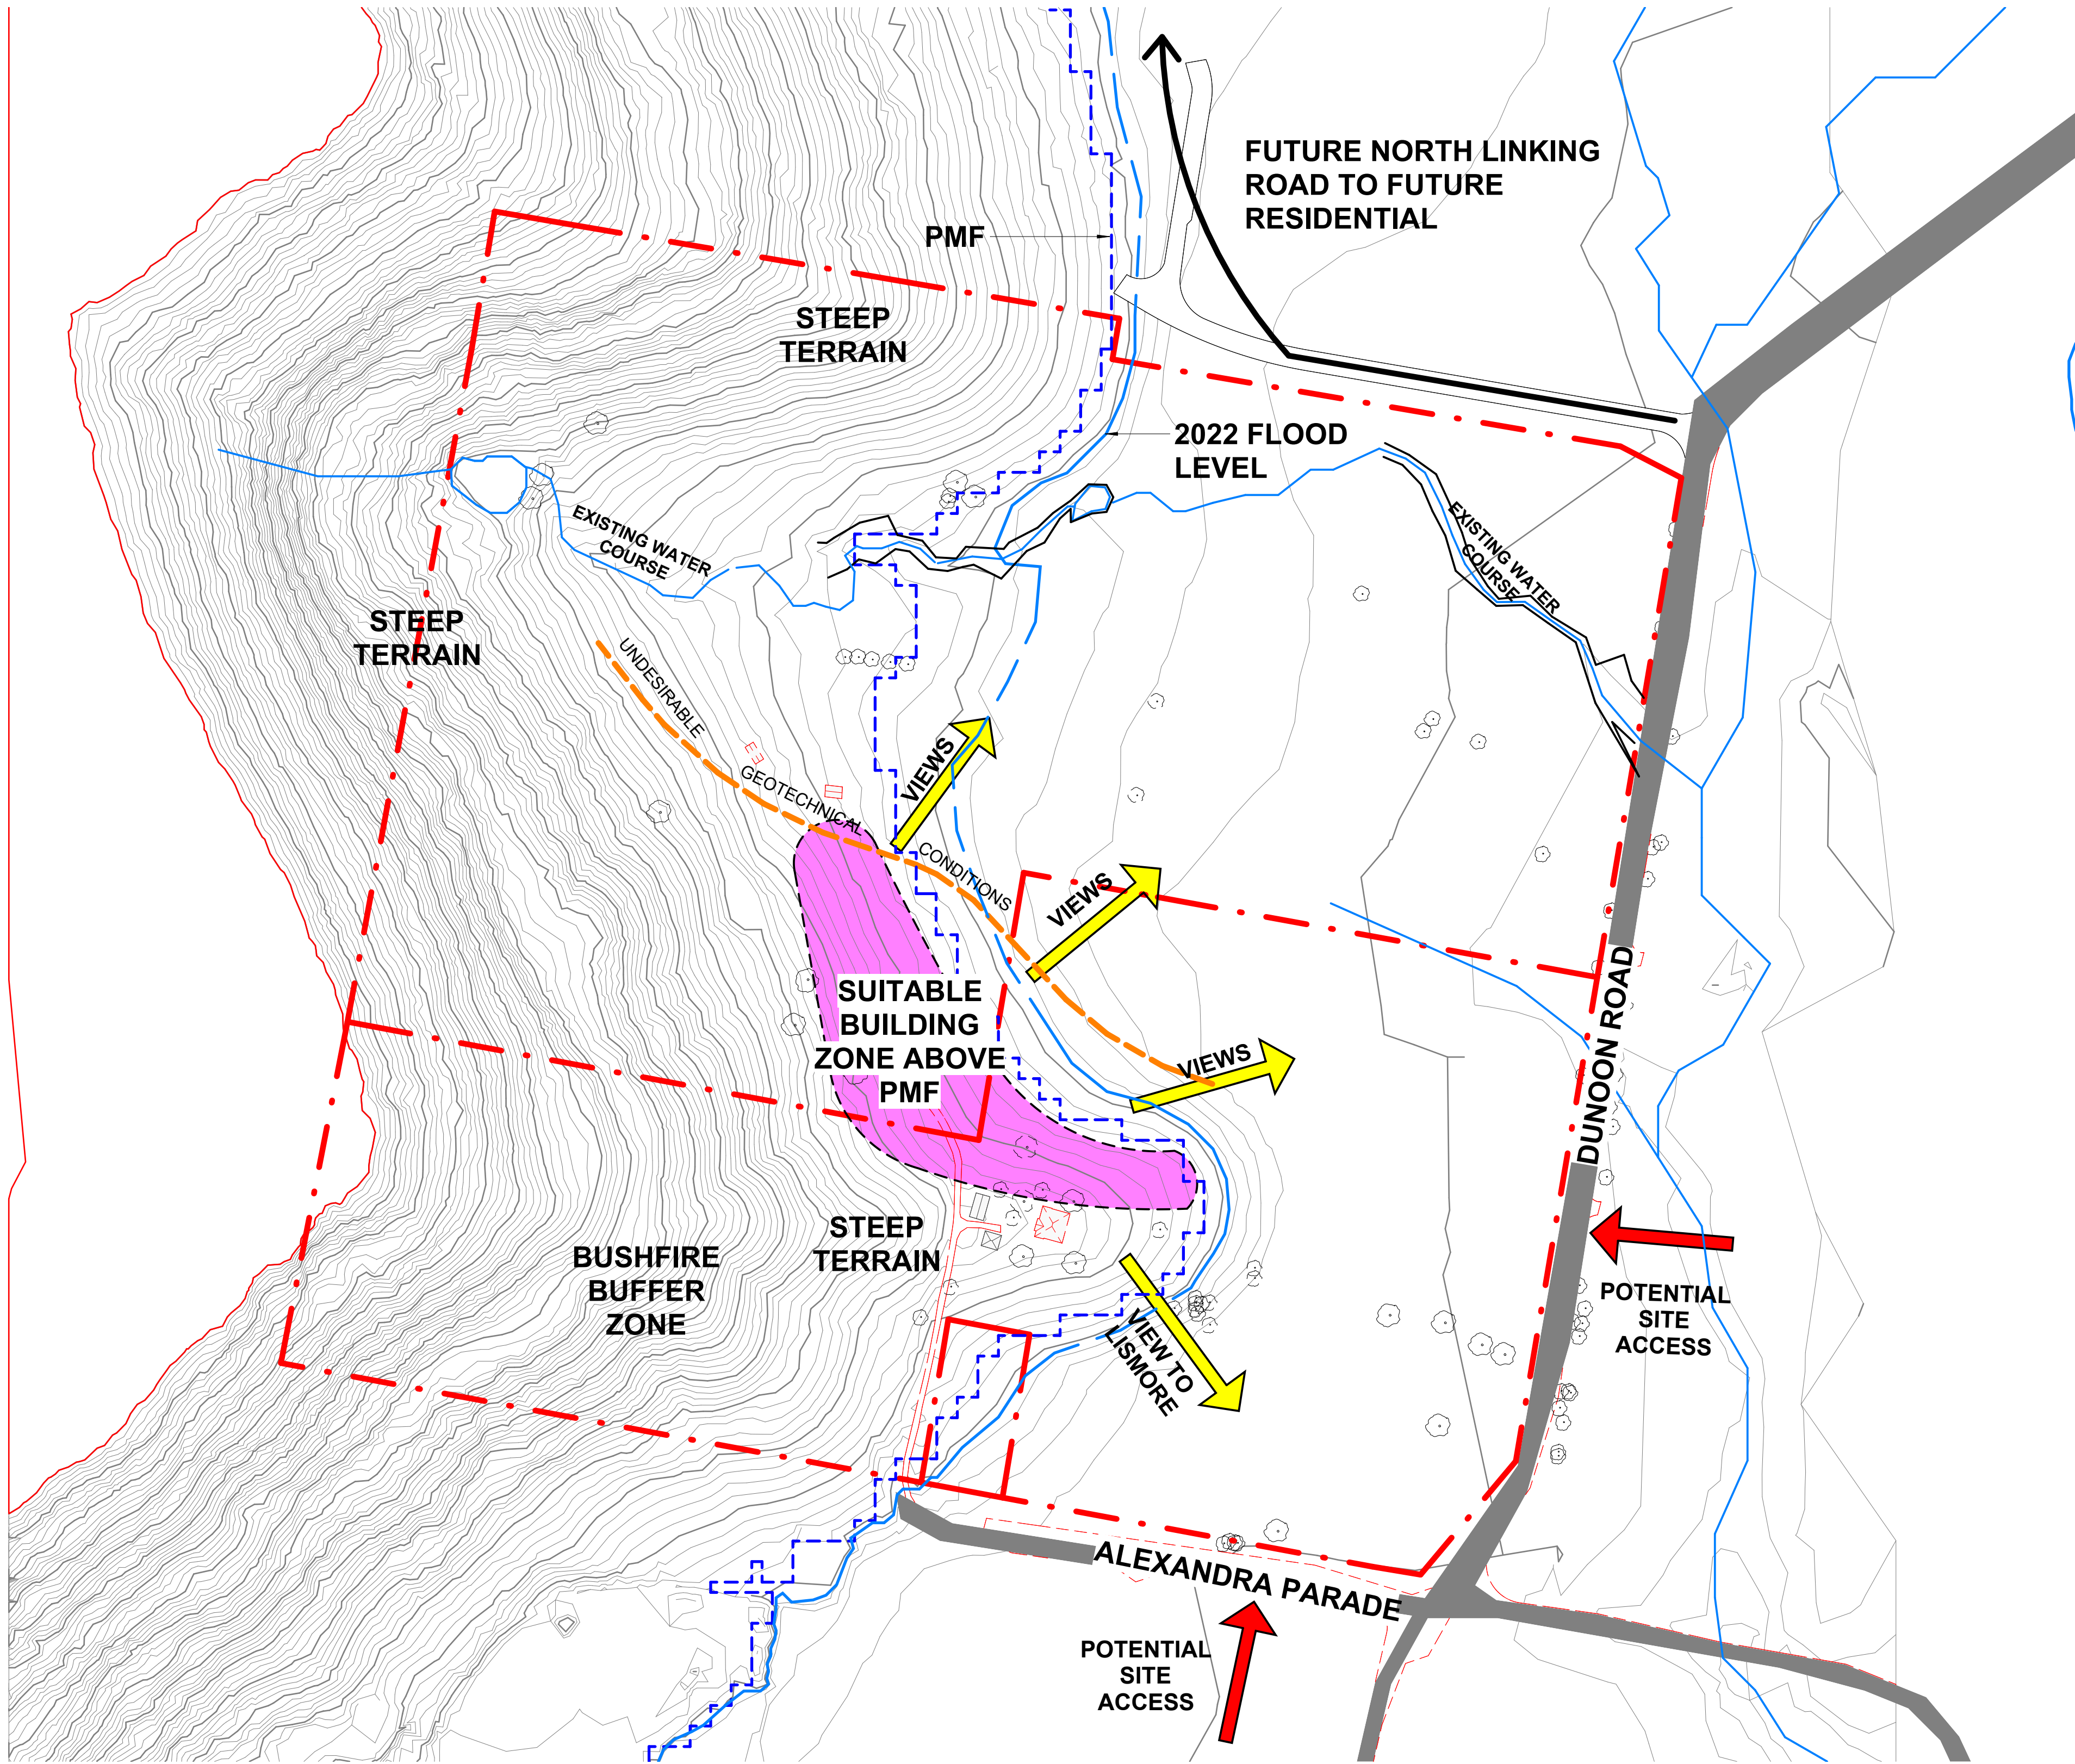 FUTURE NORTH LINKING
ROAD TO FUTURE
RESIDENTIAL
PMF
STEEP
TERRAIN
2022 FLOOD
LEVEL
EXISTING WATER
COURSE
EXISTING WATER
COURSE
STEEP
TERRAIN
UNDESIRABLE
GEOTECHNICAL
CONDITIONS
VIEWS
VIEWS
VIEWS
SUITABLE
BUILDING
ZONE ABOVE
PMF
DUNOON ROAD
STEEP
TERRAIN
BUSHFIRE
BUFFER
ZONE
VIEW TO
LISMORE
POTENTIAL
SITE
ACCESS
ALEXANDRA PARADE
POTENTIAL
SITE
ACCESS